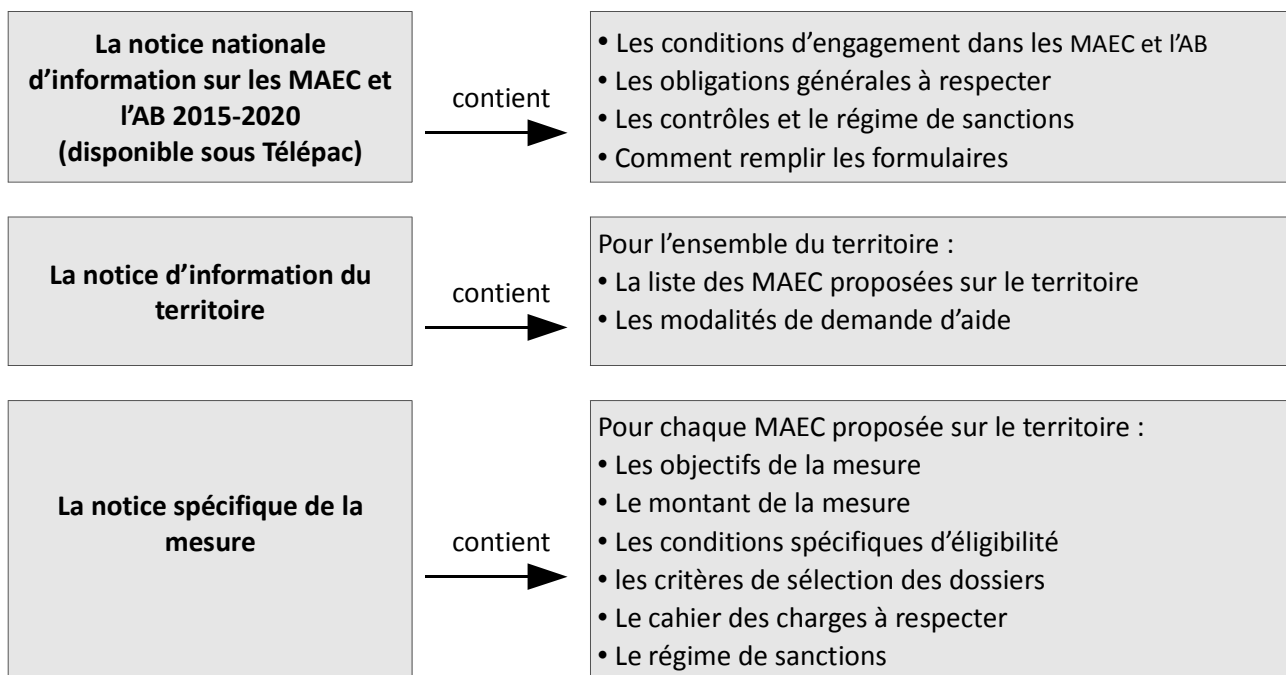 La notice nationale
d’information sur les MAEC et
l’AB 2015-2020
(disponible sous Télépac)
contient
• Les conditions d’engagement dans les MAEC et l’AB
• Les obligations générales à respecter
• Les contrôles et le régime de sanctions
• Comment remplir les formulaires
La notice d’information du
territoire
contient
Pour l’ensemble du territoire :
• La liste des MAEC proposées sur le territoire
• Les modalités de demande d’aide
La notice spécifique de la
mesure
contient
Pour chaque MAEC proposée sur le territoire :
• Les objectifs de la mesure
• Le montant de la mesure
• Les conditions spécifiques d’éligibilité
• les critères de sélection des dossiers
• Le cahier des charges à respecter
• Le régime de sanctions